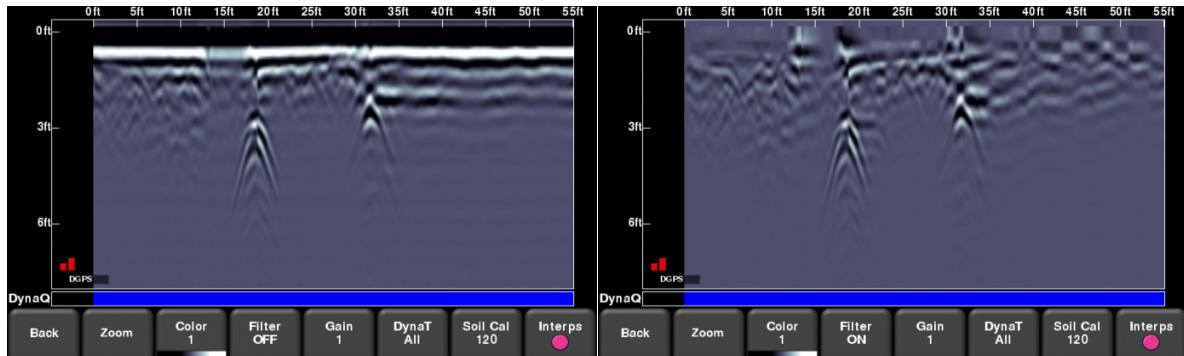 0ft 5ft 10ft 15ft 20ft 25ft 30ft 35ft 40ft 45ft 50ft 55ft
0ft
3ft
6ft
DGPS
DynaQ
Back Zoom Color 1 Filter OFF Gain 1 DynaT All Soil Cal 120 Interps
0ft 5ft 10ft 15ft 20ft 25ft 30ft 35ft 40ft 45ft 50ft 55ft
0ft
3ft
6ft
DGPS
DynaQ
Back Zoom Color 1 Filter ON Gain 1 DynaT All Soil Cal 120 Interps